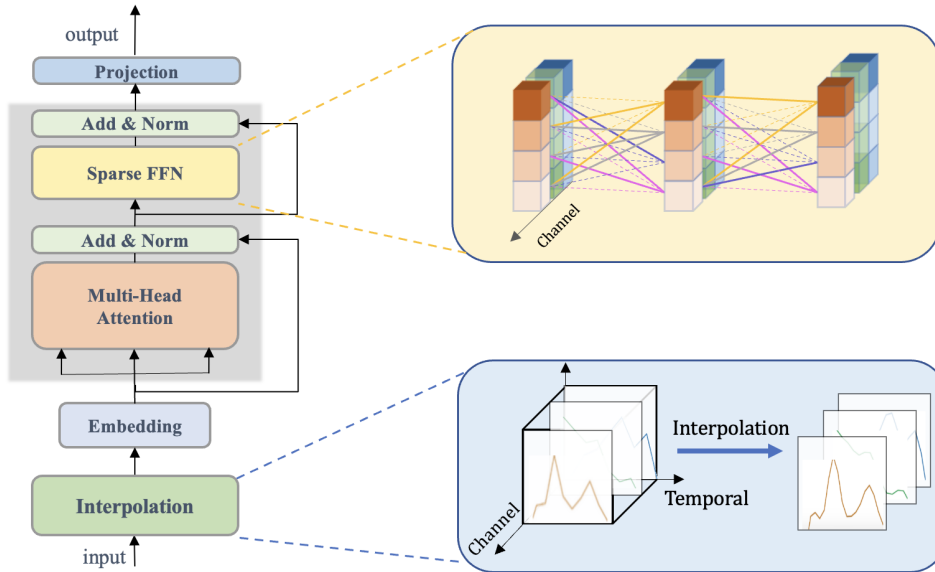 output
Projection
Add & Norm
Sparse FFN
Add & Norm
Multi-Head
Attention
Embedding
Interpolation
input
Channel
Interpolation
Temporal
Channel